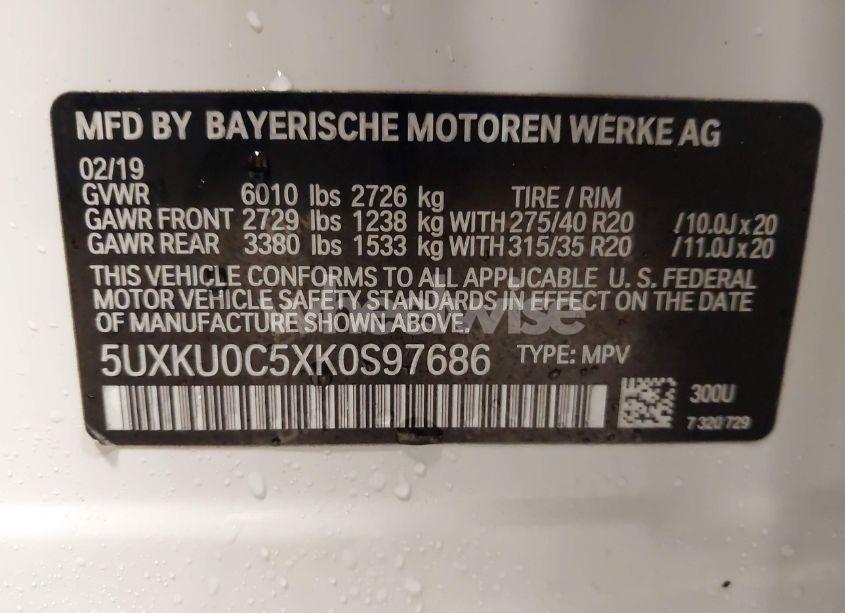 MFD BY BAYERISCHE MOTOREN WERKE AG
02/19
GVWR 6010 lbs 2726 kg TIRE / RIM
GAWR FRONT 2729 lbs 1238 kg WITH 275/40 R20 /10.0J x 20
GAWR REAR 3380 lbs 1533 kg WITH 315/35 R20 /11.0J x 20
THIS VEHICLE CONFORMS TO ALL APPLICABLE U. S. FEDERAL
MOTOR VEHICLE SAFETY STANDARDS IN EFFECT ON THE DATE
OF MANUFACTURE SHOWN ABOVE.
5UXKU0C5XK0S97686 TYPE: MPV
300U
7 320 729